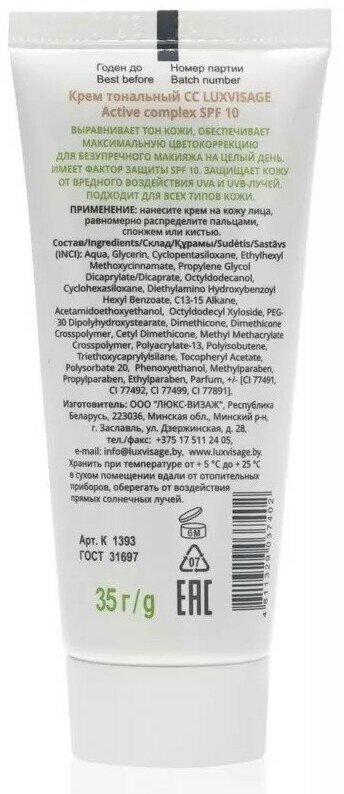 Годен до
Best before
Номер партии
Batch number
Крем тональный CC LUXVISAGE
Active complex SPF 10
ВЫРАВНИВАЕТ ТОН КОЖИ, ОБЕСПЕЧИВАЕТ
МАКСИМАЛЬНУЮ ЦВЕТОКОРРЕКЦИЮ
ДЛЯ БЕЗУПРЕЧНОГО МАКИЯЖА НА ЦЕЛЫЙ ДЕНЬ.
ИМЕЕТ ФАКТОР ЗАЩИТЫ SPF 10. ЗАЩИЩАЕТ КОЖУ
ОТ ВРЕДНОГО ВОЗДЕЙСТВИЯ UVA И UVB-ЛУЧЕЙ.
ПОДХОДИТ ДЛЯ ВСЕХ ТИПОВ КОЖИ.
ПРИМЕНЕНИЕ: нанесите крем на кожу лица,
равномерно распределите пальцами,
спонжем или кистью.
Состав/Ingredients/Склад/Құрамы/Sudėtis/Sastāvs
(INCI): Aqua, Glycerin, Cyclopentasiloxane, Ethylhexyl
Methoxycinnamate, Propylene Glycol
Dicaprylate/Dicaprate, Octyldodecanol,
Cyclohexasiloxane, Diethylamino Hydroxybenzoyl
Hexyl Benzoate, C13-15 Alkane,
Acetamidoethoxyethanol, Octyldodecyl Xyloside, PEG-
30 Dipolyhydroxystearate, Dimethicone, Dimethicone
Crosspolymer, Cetyl Dimethicone, Methyl Methacrylate
Crosspolymer, Polyacrylate-13, Polyisobutene,
Triethoxycaprylylsilane, Tocopheryl Acetate,
Polysorbate 20, Phenoxyethanol, Methylparaben,
Propylparaben, Ethylparaben, Parfum, +/- [CI 77491,
CI 77492, CI 77499, CI 77891].
Изготовитель: ООО "ЛЮКС-ВИЗАЖ", Республика
Беларусь, 223036, Минская обл., Минский р-н,
г. Заславль, ул. Дзержинская, д. 28,
тел./факс: +375 17 511 24 05,
e-mail: info@luxvisage.by, www.luxvisage.by.
Хранить при температуре от + 5 °С до +25 °С
в сухом помещении вдали от отопительных
приборов, оберегать от воздействия
прямых солнечных лучей.
Арт. К 1393
ГОСТ 31697
6M
07
35 г/g
EAC
4 811329 037402